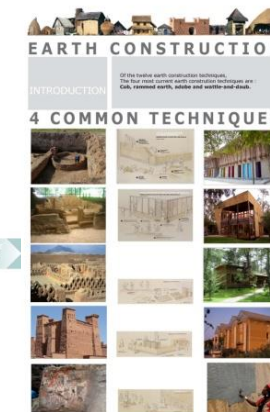 EARTH CONSTRUCTIO
INTRODUCTION
Of the twelve earth construction techniques,
The four most current earth construction techniques are :
Cob, rammed earth, adobe and wattle-and-daub.
4 COMMON TECHNIQUE